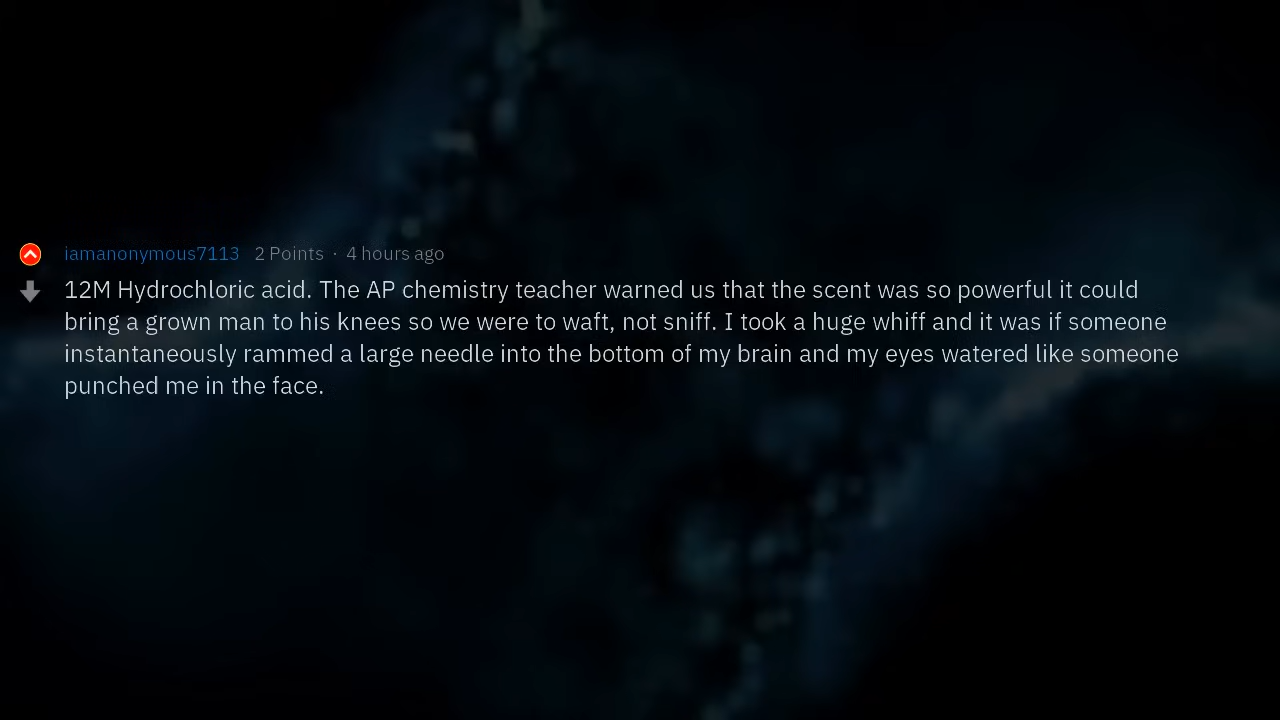 iamanonymous7113 2 Points · 4 hours ago
12M Hydrochloric acid. The AP chemistry teacher warned us that the scent was so powerful it could
bring a grown man to his knees so we were to waft, not sniff. I took a huge whiff and it was if someone
instantaneously rammed a large needle into the bottom of my brain and my eyes watered like someone
punched me in the face.